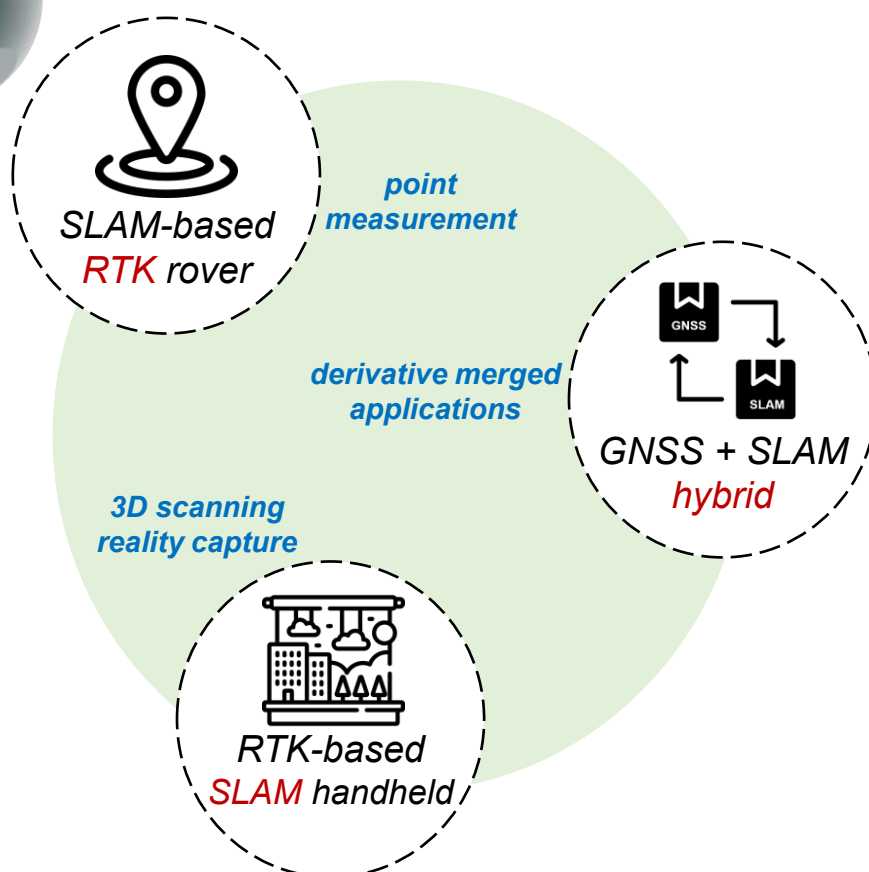 SLAM-based
RTK rover
point
measurement
GNSS
SLAM
GNSS + SLAM
hybrid
derivative merged
applications
3D scanning
reality capture
RTK-based
SLAM handheld